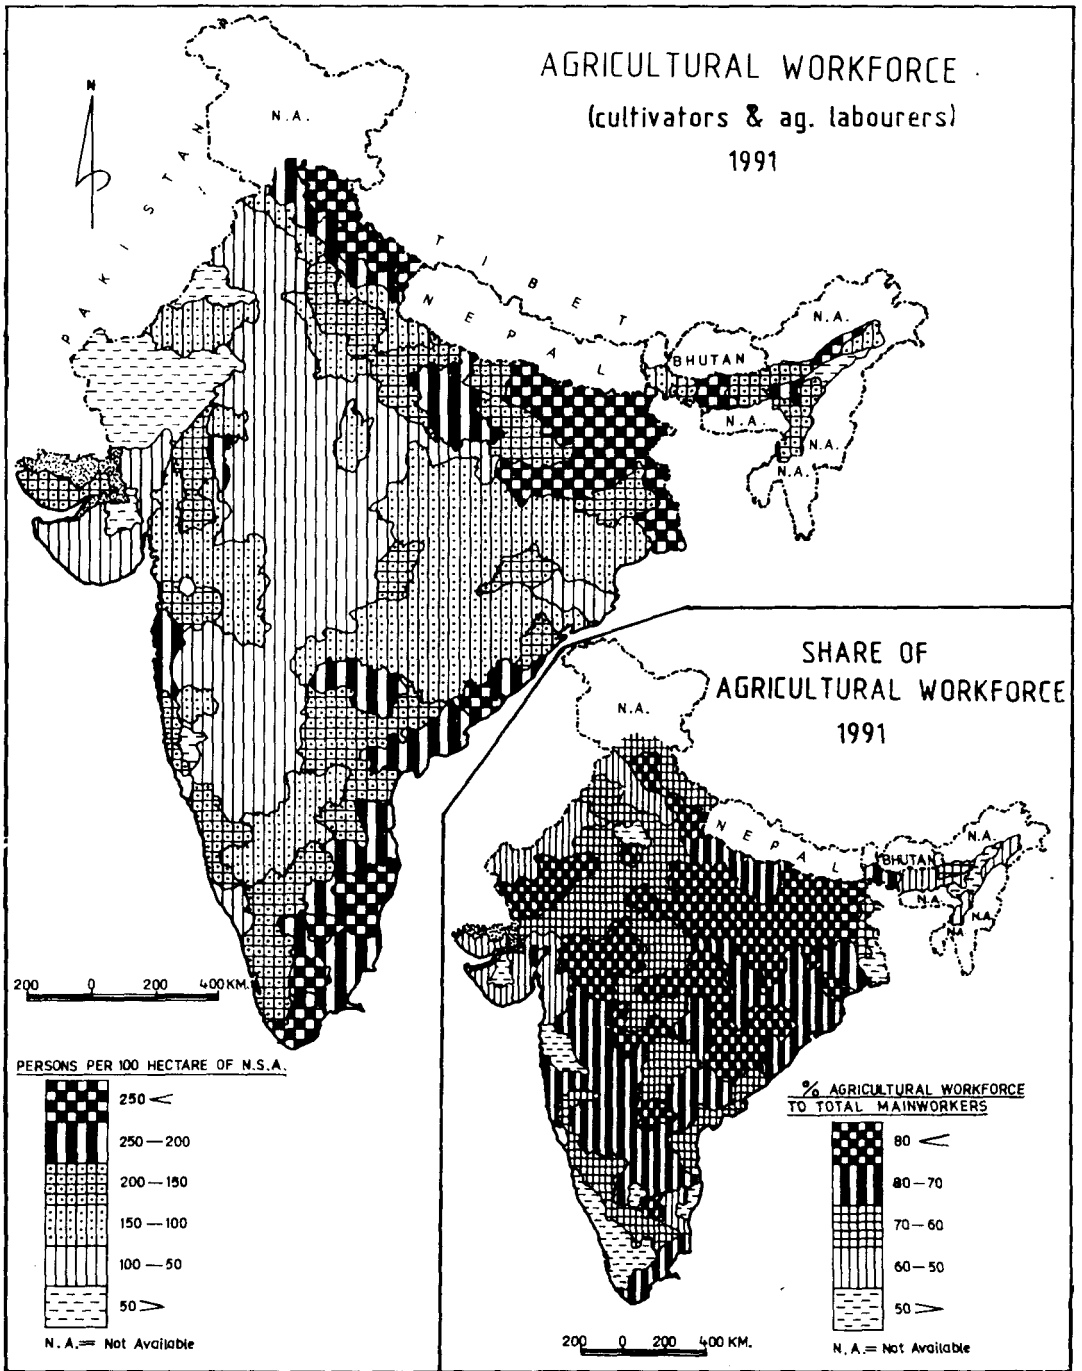 AGRICULTURAL WORKFORCE
(cultivators & ag. labourers)
1991
N
N.A.
PAKISTAN
TIBET
NEPAL
BHUTAN
N.A.
N.A.
N.A.
N.A.
200 0 200 400 KM.
PERSONS PER 100 HECTARE OF N.S.A.
250 <
250 — 200
200 — 150
150 — 100
100 — 50
50 >
N.A. = Not Available
SHARE OF
AGRICULTURAL WORKFORCE
1991
N.A.
NEPAL
BHUTAN
N.A.
N.A.
N.A.
N.A.
% AGRICULTURAL WORKFORCE
TO TOTAL MAINWORKERS
80 <
80 — 70
70 — 60
60 — 50
50 >
200 0 200 400 KM.
N.A. = Not Available